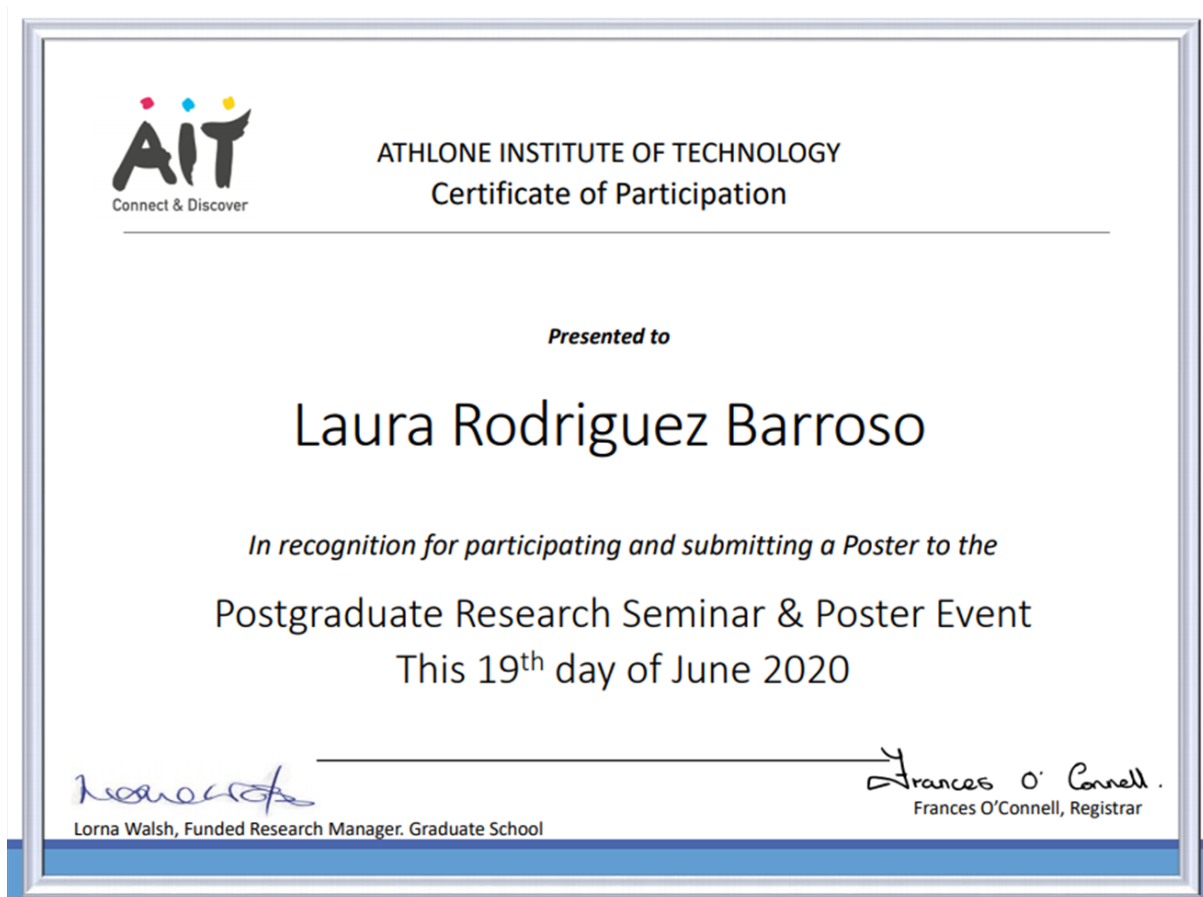 AIT
Connect & Discover
ATHLONE INSTITUTE OF TECHNOLOGY
Certificate of Participation
Presented to
Laura Rodriguez Barroso
In recognition for participating and submitting a Poster to the
Postgraduate Research Seminar & Poster Event
This 19th day of June 2020
Frances O' Connell.
Lorna Walsh, Funded Research Manager. Graduate School
Frances O'Connell, Registrar